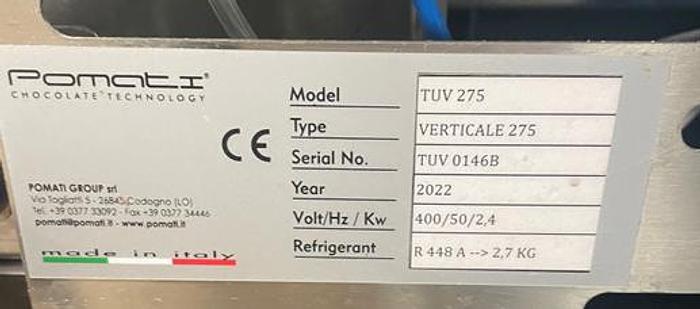 Pomati®
CHOCOLATE TECHNOLOGY
CE
POMATI GROUP srl
Via Togliatti 5 - 26845 Codogno (LO)
Tel. +39 0377 33092 - Fax +39 0377 34446
pomati@pomati.it - www.pomati.it
made in italy
Model TUV 275
Type VERTICALE 275
Serial No. TUV 0146B
Year 2022
Volt/Hz / Kw 400/50/2,4
Refrigerant R 448 A --> 2,7 KG